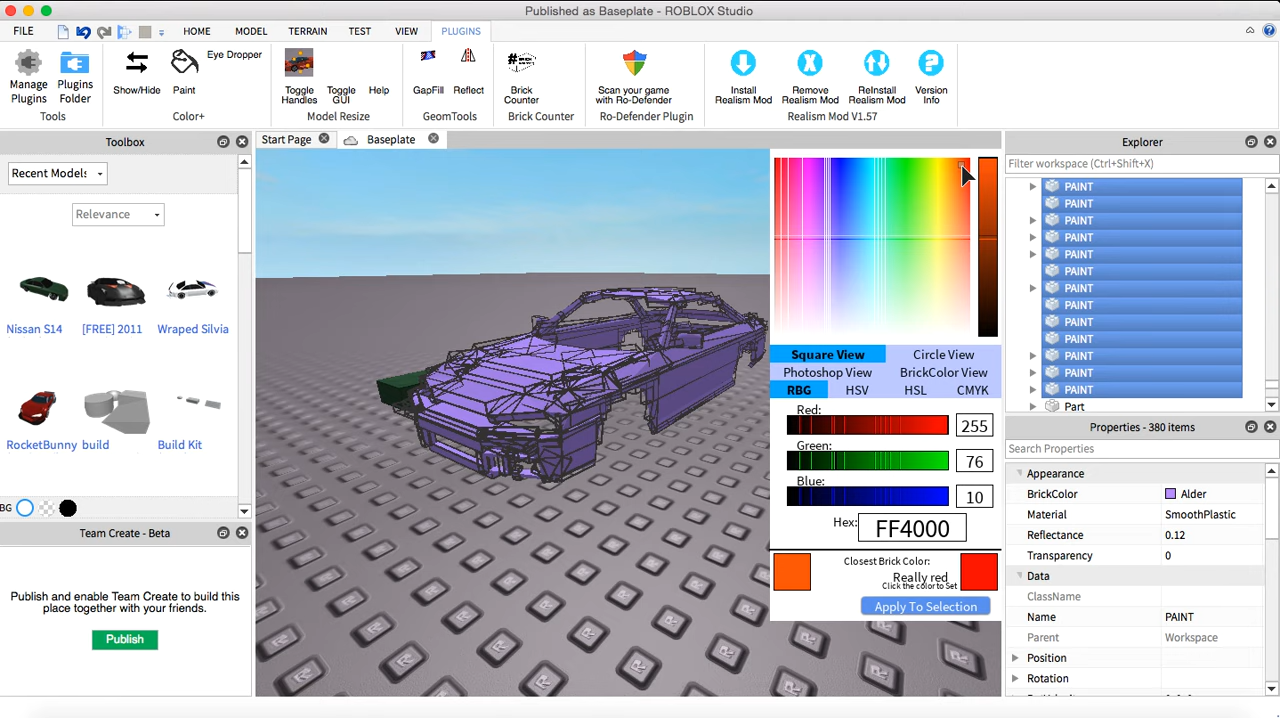 Published as Baseplate - ROBLOX Studio
FILE HOME MODEL TERRAIN TEST VIEW PLUGINS
Manage Plugins
Plugins Folder
Tools
Show/Hide
Paint
Eye Dropper
Color+
Toggle Handles
Toggle GUI
Help
Model Resize
GapFill
Reflect
GeomTools
Brick Counter
Brick Counter
Scan your game with Ro-Defender
Ro-Defender Plugin
Install Realism Mod
Remove Realism Mod
ReInstall Realism Mod
Version Info
Realism Mod V1.57
Toolbox
Recent Models
Relevance
Nissan S14
[FREE] 2011
Wraped Silvia
RocketBunny
build
Build Kit
BG
Team Create - Beta
Publish and enable Team Create to build this
place together with your friends.
Publish
Start Page
Baseplate
Square View
Circle View
Photoshop View
BrickColor View
RBG HSV HSL CMYK
Red:
255
Green:
76
Blue:
10
Hex: FF4000
Closest Brick Color:
Really red
Click the color to Set
Apply To Selection
Explorer
Filter workspace (Ctrl+Shift+X)
PAINT
PAINT
PAINT
PAINT
PAINT
PAINT
PAINT
PAINT
PAINT
PAINT
PAINT
PAINT
PAINT
Part
Properties - 380 items
Search Properties
Appearance
BrickColor Alder
Material SmoothPlastic
Reflectance 0.12
Transparency 0
Data
ClassName
Name PAINT
Parent Workspace
Position
Rotation